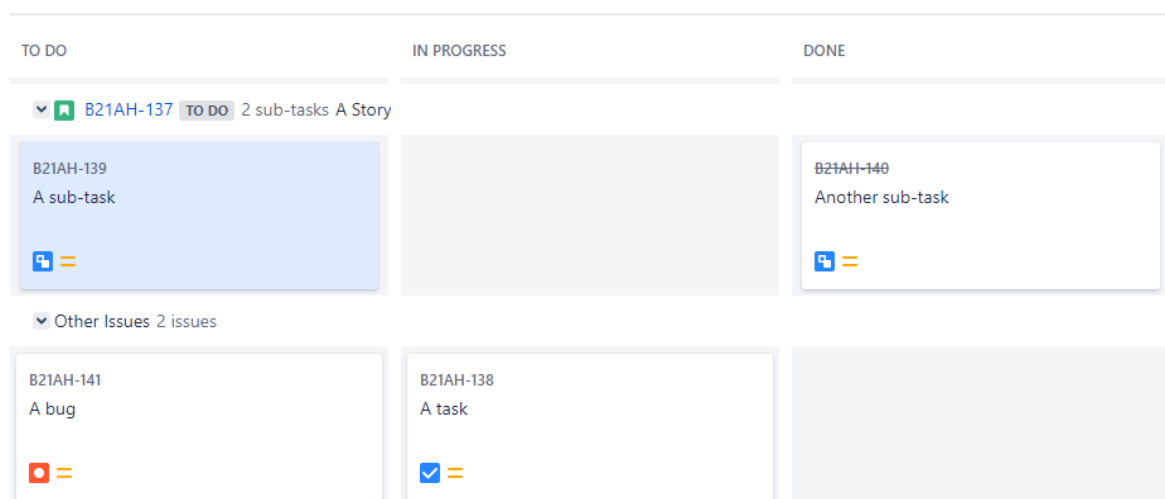 TO DO IN PROGRESS DONE
B21AH-137 TO DO 2 sub-tasks A Story
B21AH-139
A sub-task
B21AH-140
Another sub-task
Other Issues 2 issues
B21AH-141
A bug
B21AH-138
A task